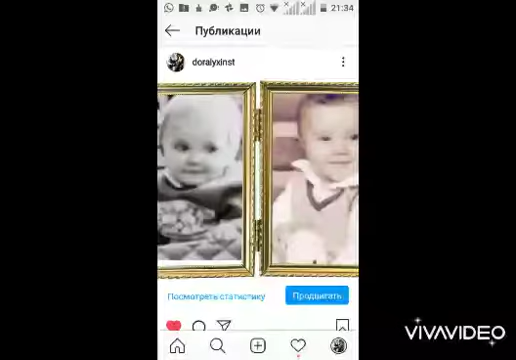 21:34
Публикации
doralyxinst
Посмотреть статистику
Продвигать
VIVAVIDEO